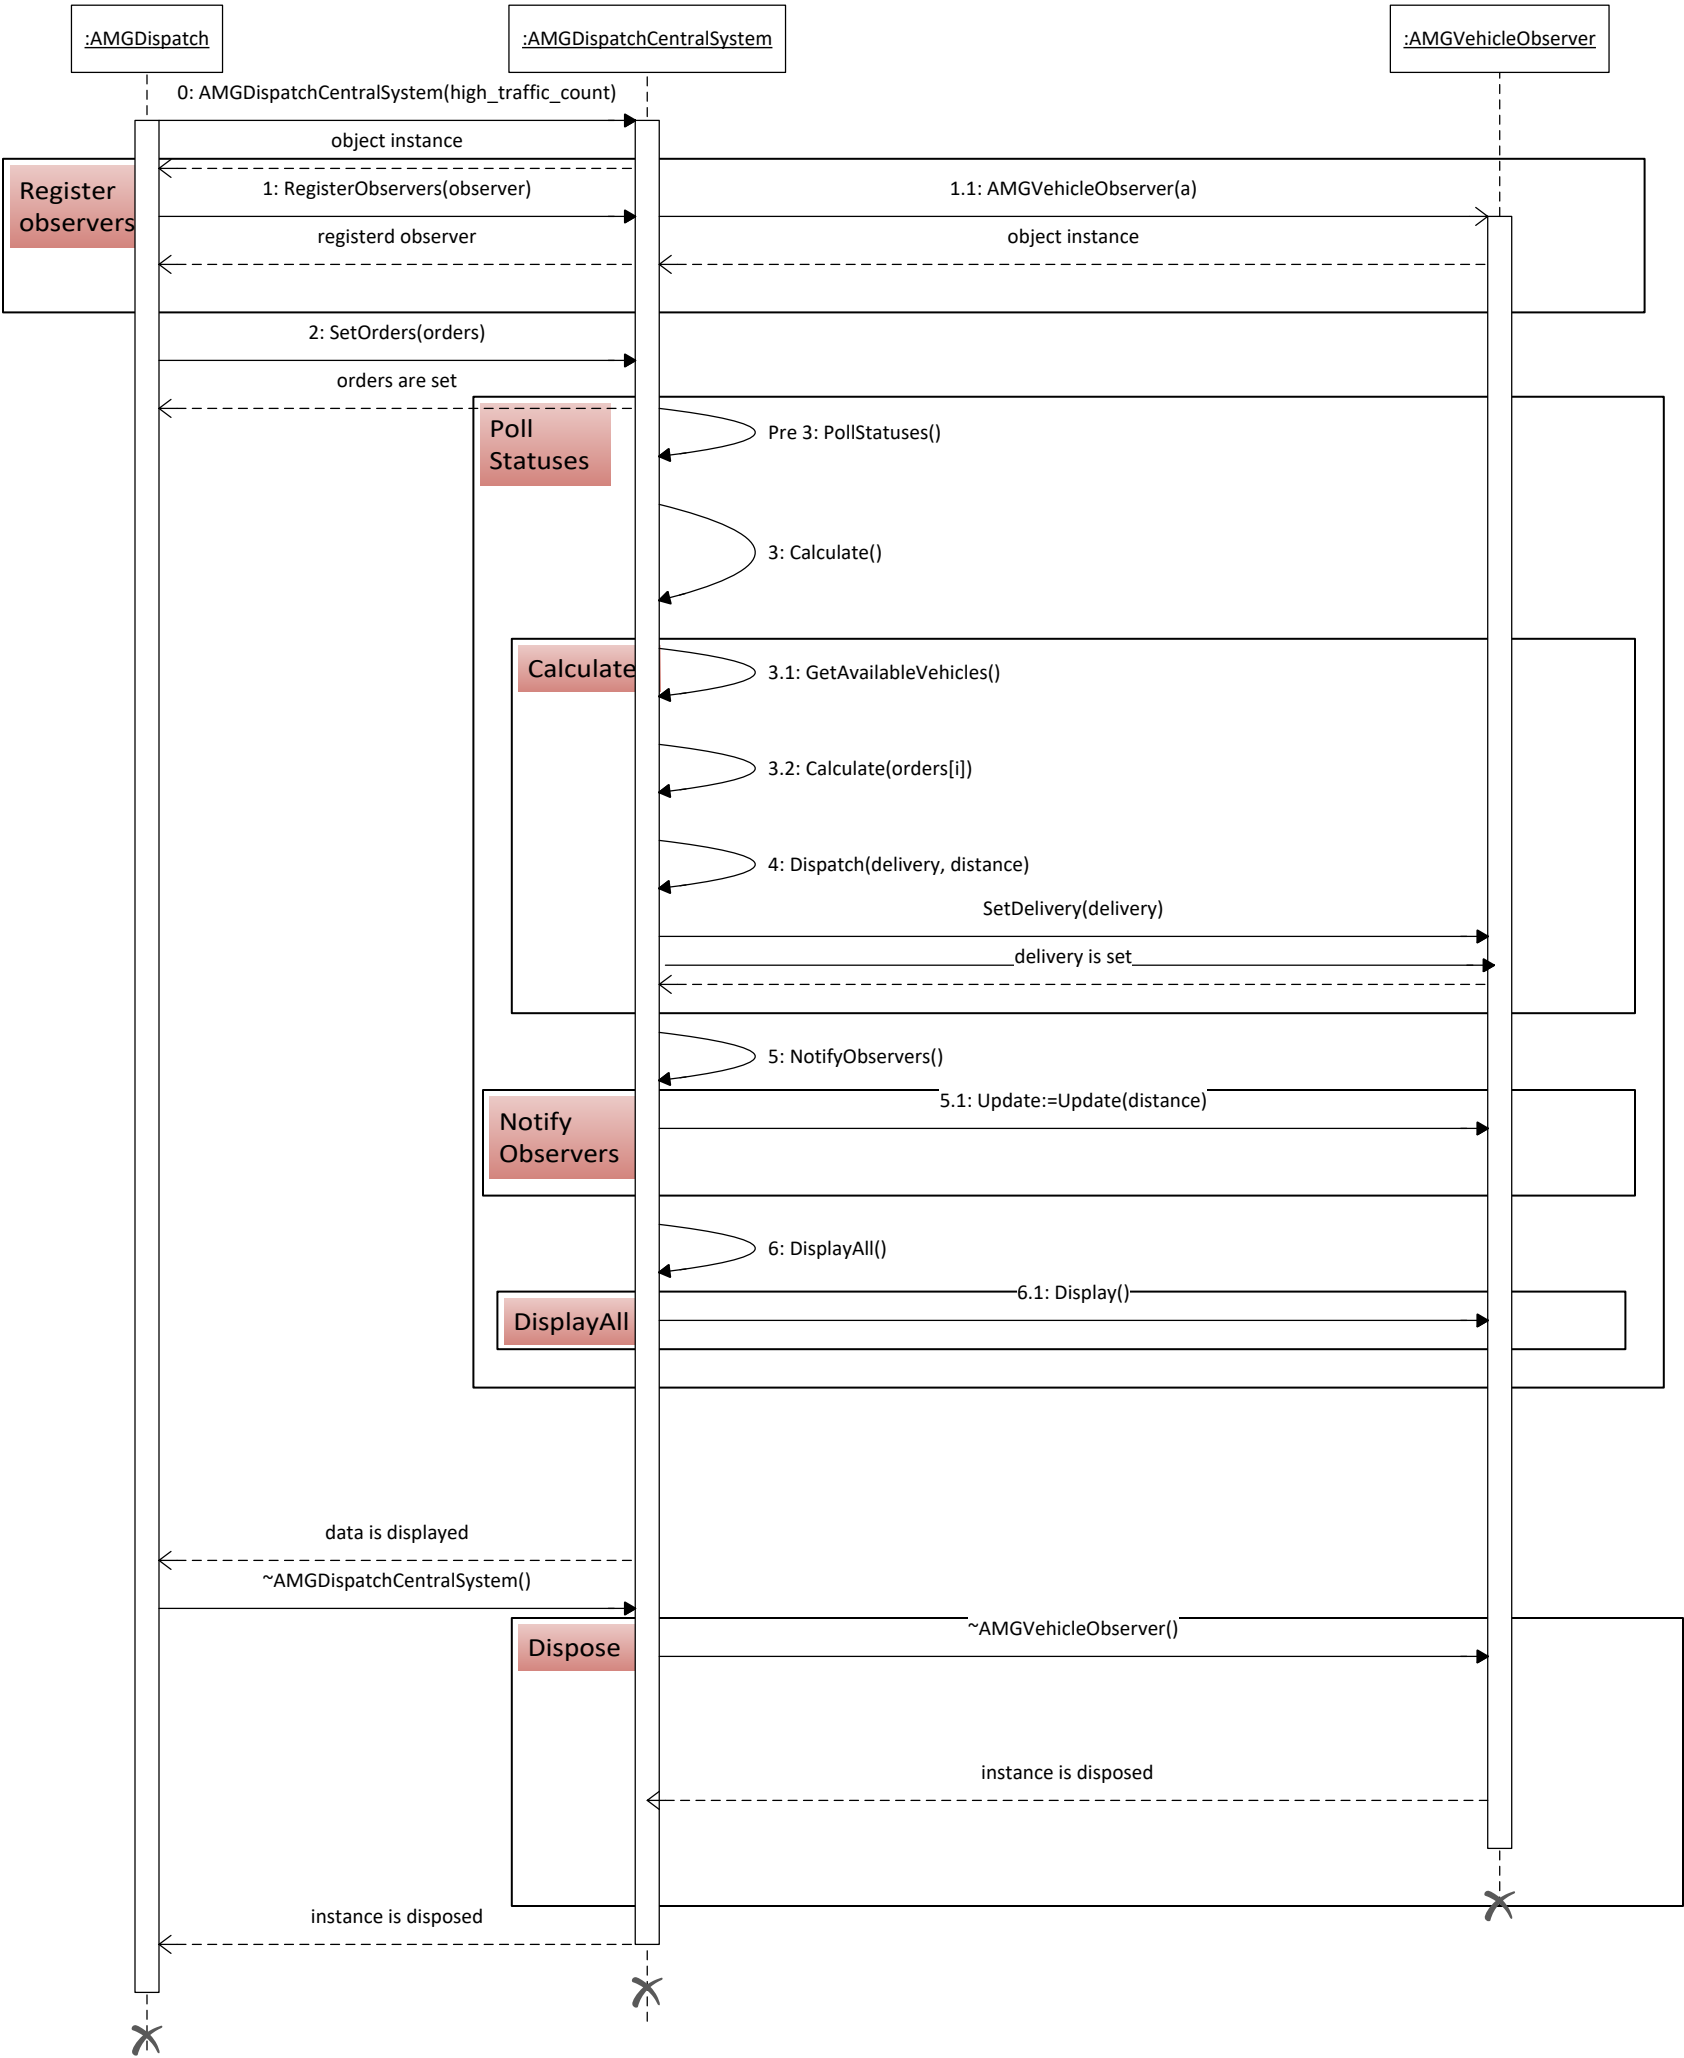 :AMGDispatch
:AMGDispatchCentralSystem
:AMGVehicleObserver
0: AMGDispatchCentralSystem(high_traffic_count)
object instance
Register
observers
1: RegisterObservers(observer)
1.1: AMGVehicleObserver(a)
registerd observer
object instance
2: SetOrders(orders)
orders are set
Poll
Statuses
Pre 3: PollStatuses()
3: Calculate()
Calculate
3.1: GetAvailableVehicles()
3.2: Calculate(orders[i])
4: Dispatch(delivery, distance)
SetDelivery(delivery)
delivery is set
5: NotifyObservers()
Notify
Observers
5.1: Update:=Update(distance)
6: DisplayAll()
DisplayAll
6.1: Display()
data is displayed
~AMGDispatchCentralSystem()
Dispose
~AMGVehicleObserver()
instance is disposed
instance is disposed